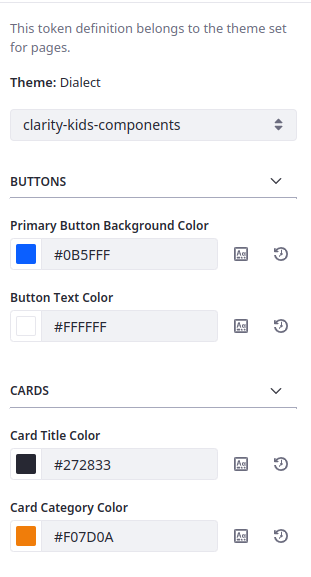 This token definition belongs to the theme set
for pages.
Theme: Dialect
clarity-kids-components
BUTTONS
Primary Button Background Color
#0B5FFF
Button Text Color
#FFFFFF
CARDS
Card Title Color
#272833
Card Category Color
#F07D0A